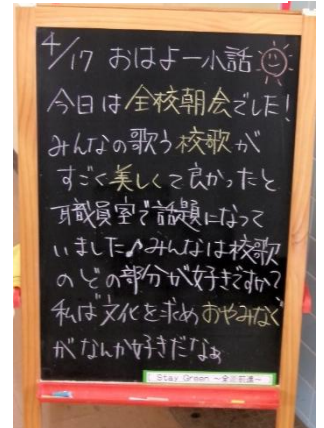 4/17 おはよー小話
今日は全校朝会でした!
みんなの歌う校歌が
すごく美しくて良かったと
職員室で話題になって
いました♪みんなは校歌
のどの部分が好きですか?
私は文化を求めおやみなく
がなんか好きだなぁ
Stay Green ～全速前進～